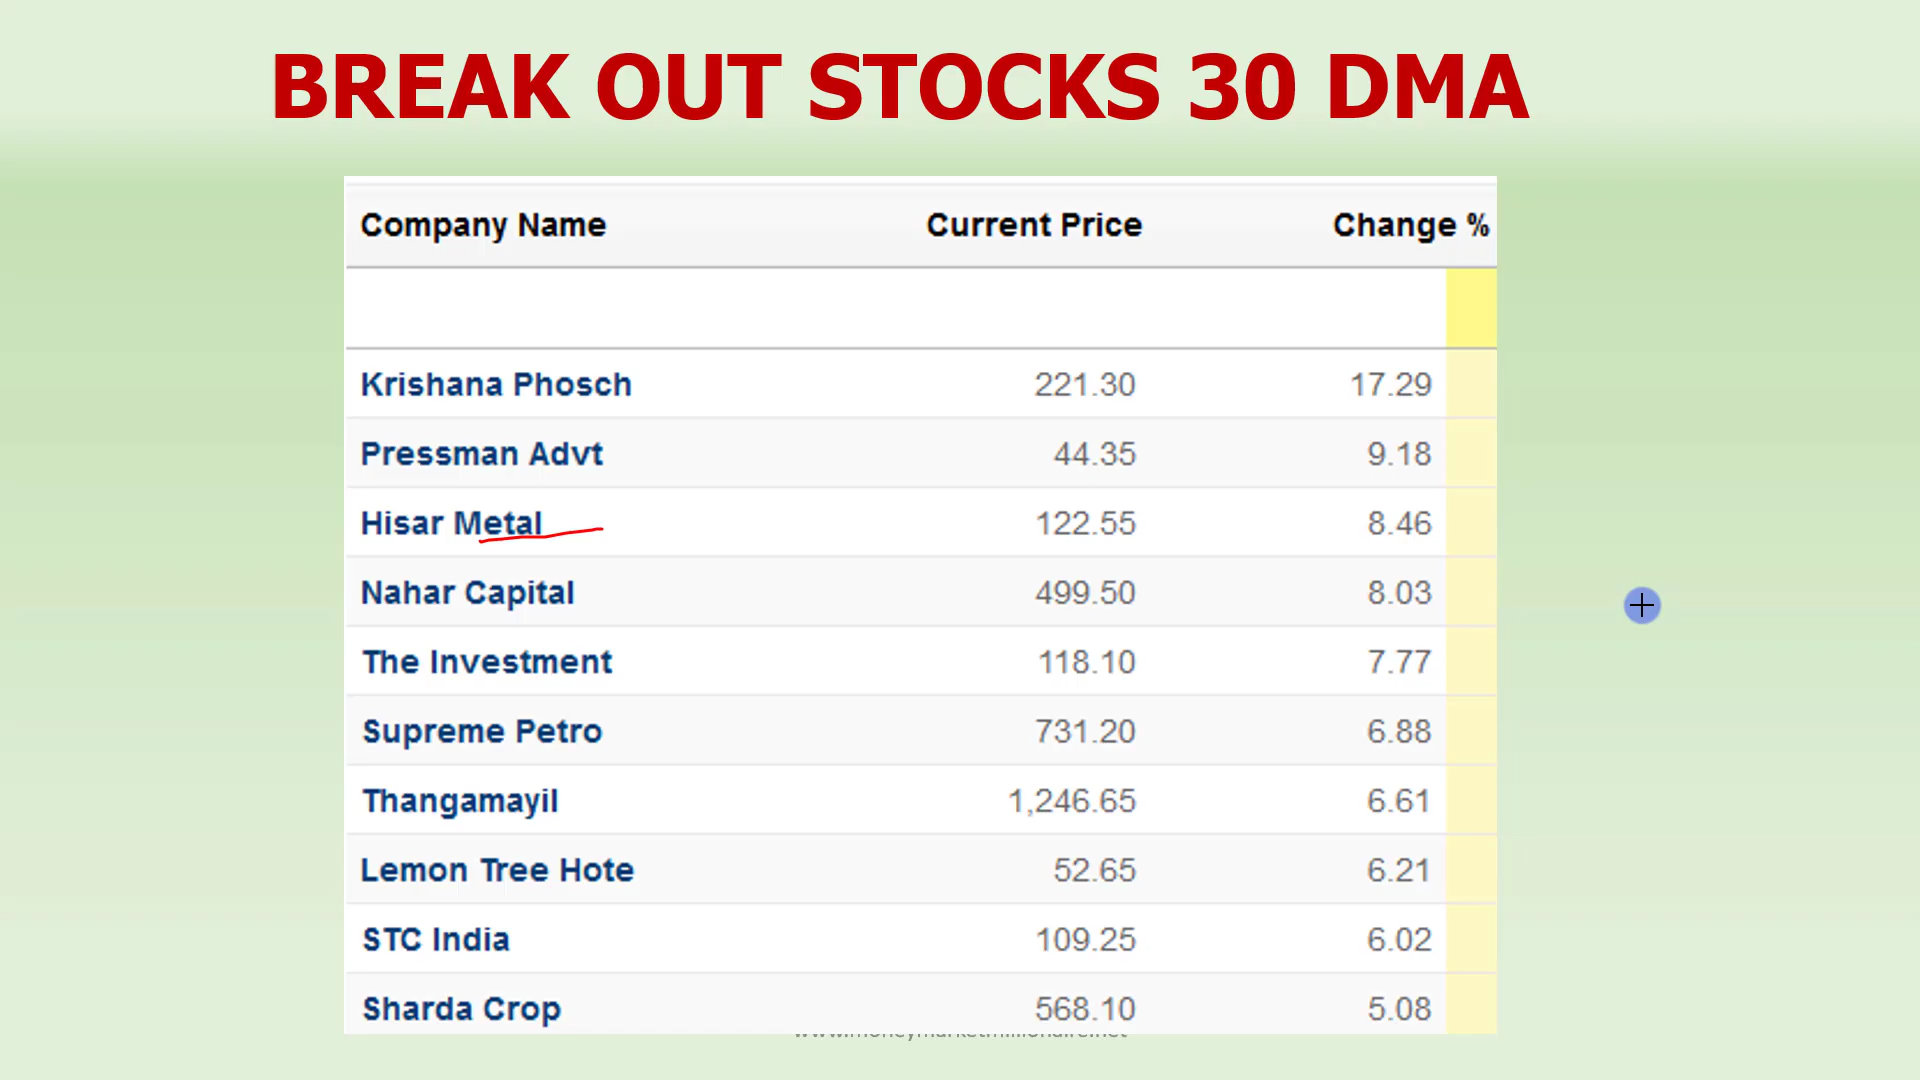 BREAK OUT STOCKS 30 DMA
Company Name Current Price Change %
Krishana Phosch 221.30 17.29
Pressman Advt 44.35 9.18
Hisar Metal 122.55 8.46
Nahar Capital 499.50 8.03
The Investment 118.10 7.77
Supreme Petro 731.20 6.88
Thangamayil 1,246.65 6.61
Lemon Tree Hote 52.65 6.21
STC India 109.25 6.02
Sharda Crop 568.10 5.08
www.moneymarketmillionaire.net